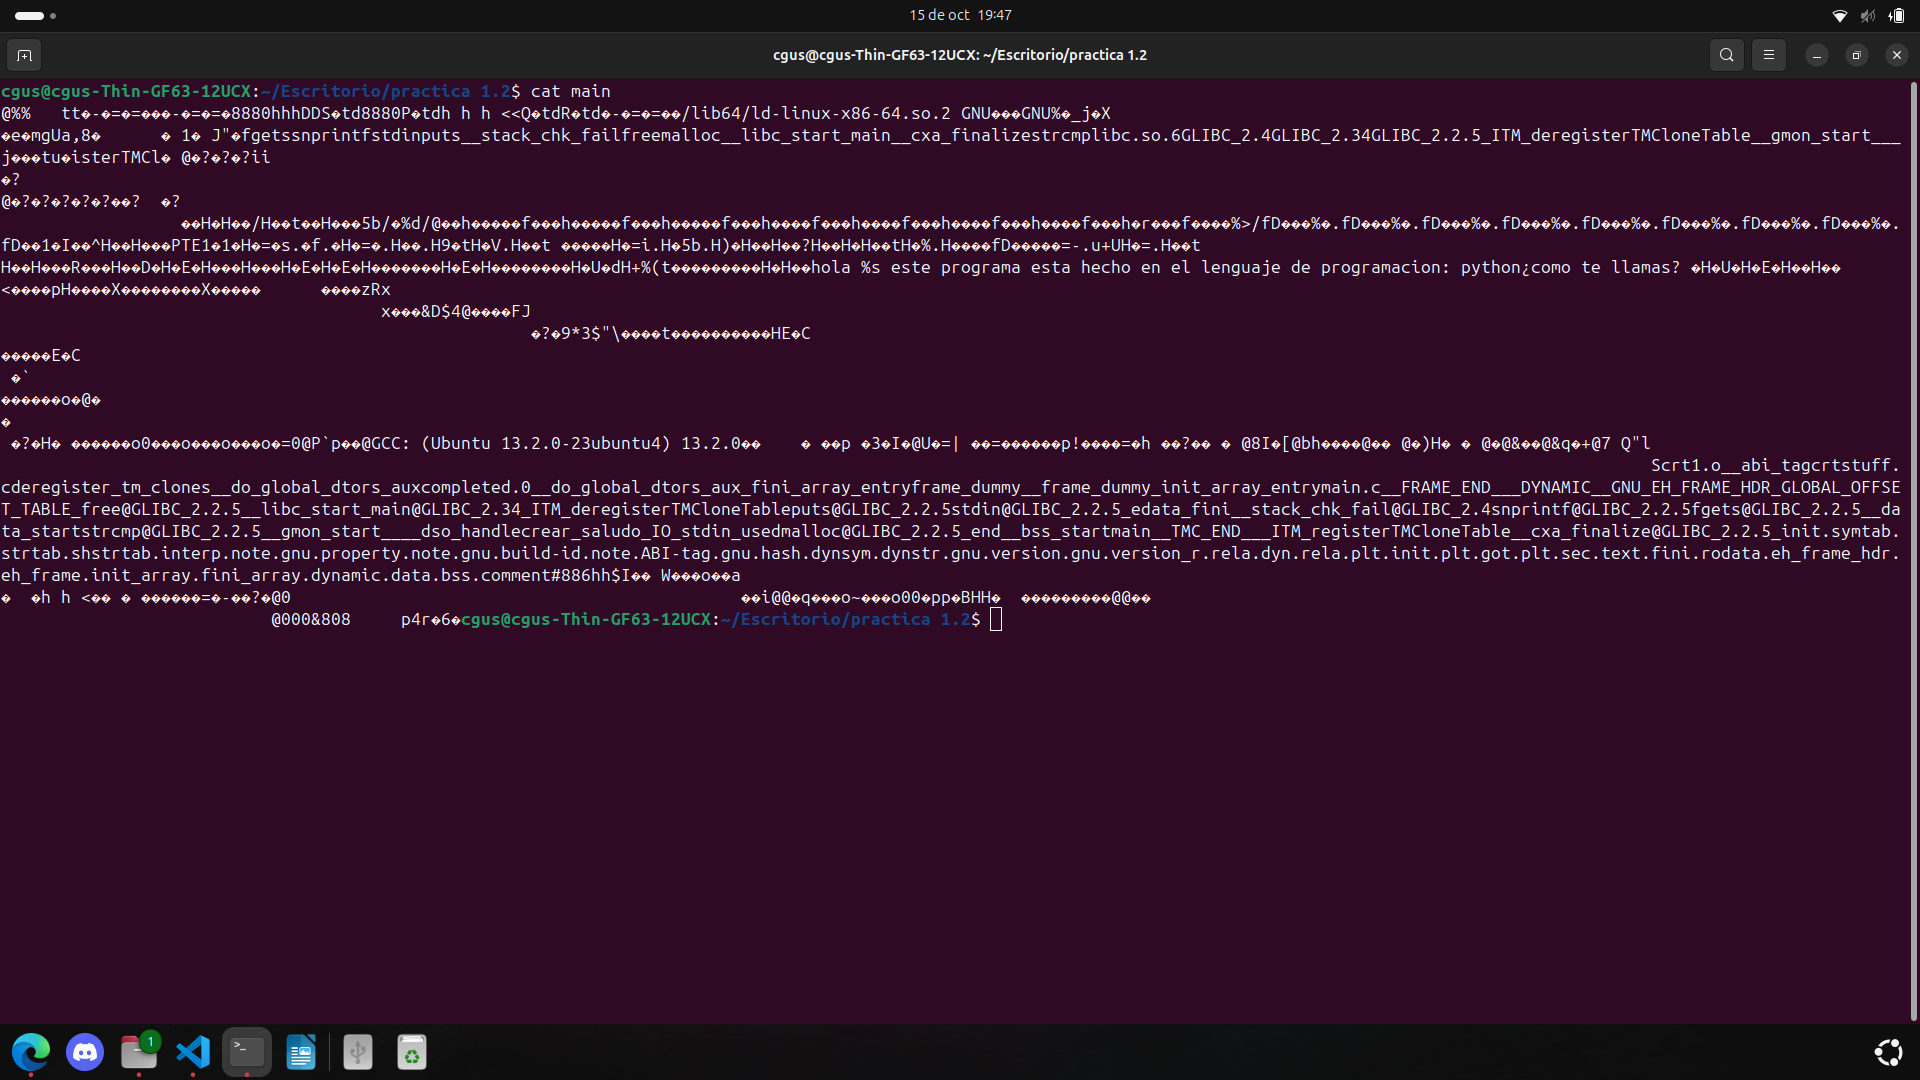 15 de oct 19:47
cgus@cgus-Thin-GF63-12UCX: ~/Escritorio/practica 1.2
cgus@cgus-Thin-GF63-12UCX:~/Escritorio/practica 1.2$ cat main
@%% tt�-�=�=���-�=�=�8880hhhDDS�td8880P�tdh h h <<Q�tdR�td�-�=�=��/lib64/ld-linux-x86-64.so.2 GNU���GNU%�_j�X
�e�mgUa,8� � 1� J"�fgetssnprintfstdinputs__stack_chk_failfreemalloc__libc_start_main__cxa_finalizestrcmplibc.so.6GLIBC_2.4GLIBC_2.34GLIBC_2.2.5_ITM_deregisterTMCloneTable__gmon_start___
j���tu�isterTMCl� @�?�?�?ii
�?
@�?�?�?�?�?��? �?
��H�H��/H��t��H���5b/�%d/@��h�����f���h�����f���h�����f���h����f���h����f���h����f���h����f���h�r���f����%>/fD���%�.fD���%�.fD���%�.fD���%�.fD���%�.fD���%�.fD���%�.fD���%�.
fD��1�I��^H��H���PTE1�1�H�=�s.�f.�H�=�.H��.H9�tH�V.H��t �����H�=i.H�5b.H)�H��H��?H��H�H��tH�%.H����fD�����=-.u+UH�=.H��t
H��H���R���H��D�H�E�H���H���H�E�H�E�H�������H�E�H��������H�U�dH+%(t���������H�H��hola %s este programa esta hecho en el lenguaje de programacion: python¿como te llamas? �H�U�H�E�H��H��
<����pH����X��������X����� ����zRx
x���&D$4@����FJ
�?�9*3$"\����t����������HE�C
�����E�C
�`
������o�@�
�
�?�H� ������o0���o���o���o�=0@P`p��@GCC: (Ubuntu 13.2.0-23ubuntu4) 13.2.0�� � ��p �3�I�@U�=| ��=������p!����=�h ��?�� � @8I�[@bh����@�� @�)H� � @�@&��@&q�+@7 Q"l
Scrt1.o__abi_tagcrtstuff.
cderegister_tm_clones__do_global_dtors_auxcompleted.0__do_global_dtors_aux_fini_array_entryframe_dummy__frame_dummy_init_array_entrymain.c__FRAME_END___DYNAMIC__GNU_EH_FRAME_HDR_GLOBAL_OFFSE
T_TABLE_free@GLIBC_2.2.5__libc_start_main@GLIBC_2.34_ITM_deregisterTMCloneTableputs@GLIBC_2.2.5stdin@GLIBC_2.2.5_edata_fini__stack_chk_fail@GLIBC_2.4snprintf@GLIBC_2.2.5fgets@GLIBC_2.2.5__da
ta_startstrcmp@GLIBC_2.2.5__gmon_start____dso_handlecrear_saludo_IO_stdin_usedmalloc@GLIBC_2.2.5_end__bss_startmain__TMC_END___ITM_registerTMCloneTable__cxa_finalize@GLIBC_2.2.5_init.symtab.
strtab.shstrtab.interp.note.gnu.property.note.gnu.build-id.note.ABI-tag.gnu.hash.dynsym.dynstr.gnu.version.gnu.version_r.rela.dyn.rela.plt.init.plt.got.plt.sec.text.fini.rodata.eh_frame_hdr.
eh_frame.init_array.fini_array.dynamic.data.bss.comment#886hh$I�� W���o��a
� �h h <�� � ������=�-��?�@0 ��i@@�q���o~���o00�pp�BHH� ���������@@��
@000&808 p4r�6�cgus@cgus-Thin-GF63-12UCX:~/Escritorio/practica 1.2$
1